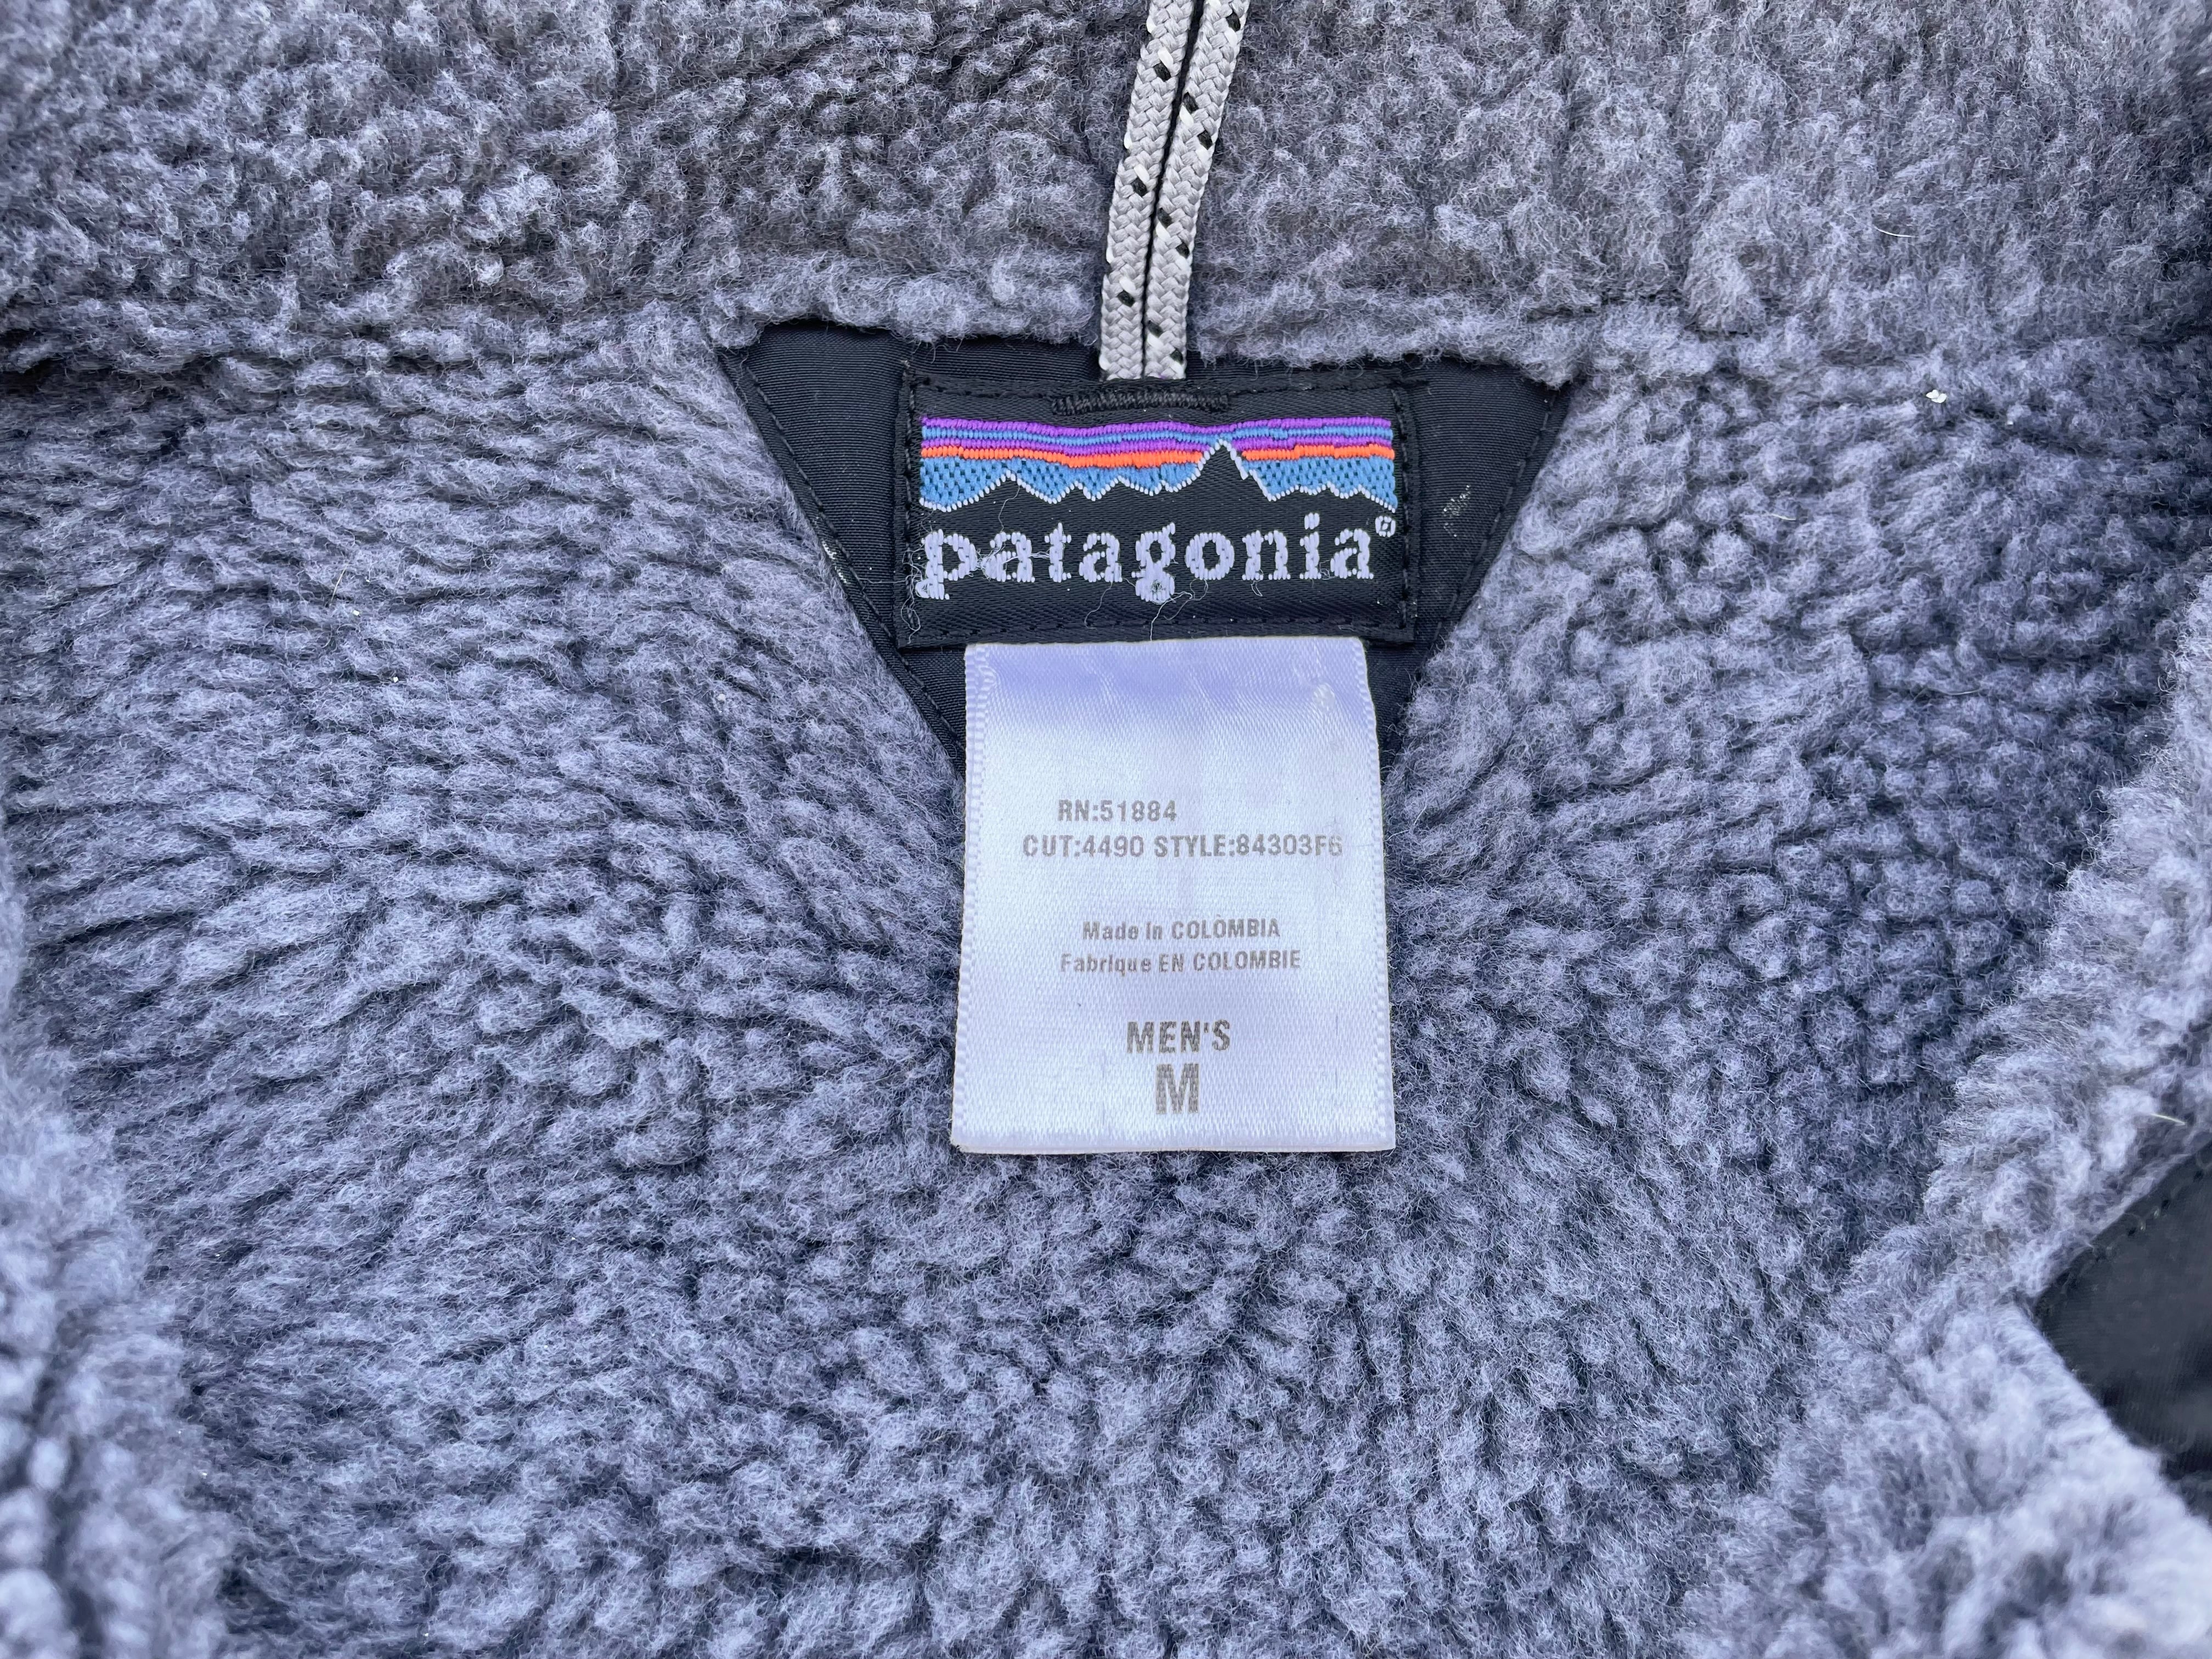 patagonia®
RN:51884
CUT:4490 STYLE:84303F6
Made in COLOMBIA
Fabrique EN COLOMBIE
MEN'S
M